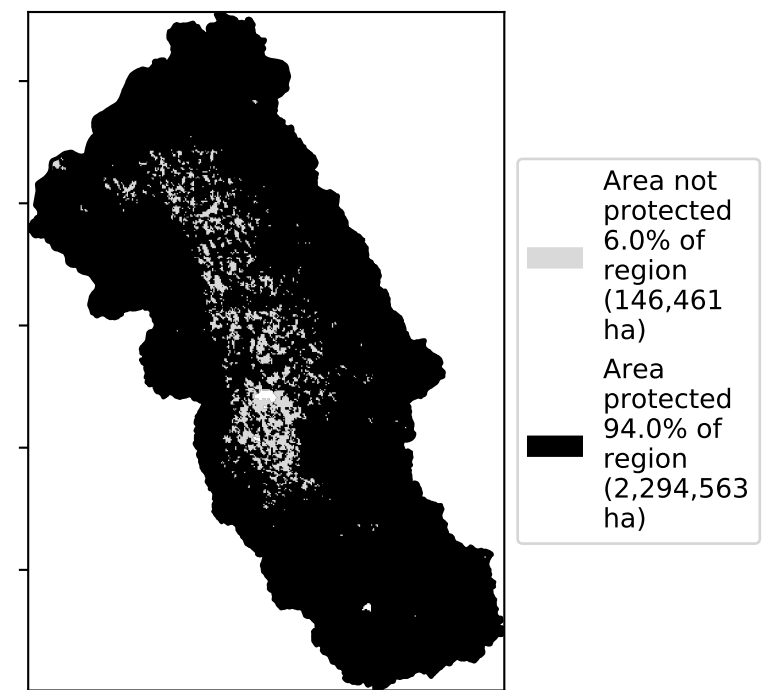 Area not
protected
6.0% of
region
(146,461
ha)
Area
protected
94.0% of
region
(2,294,563
ha)